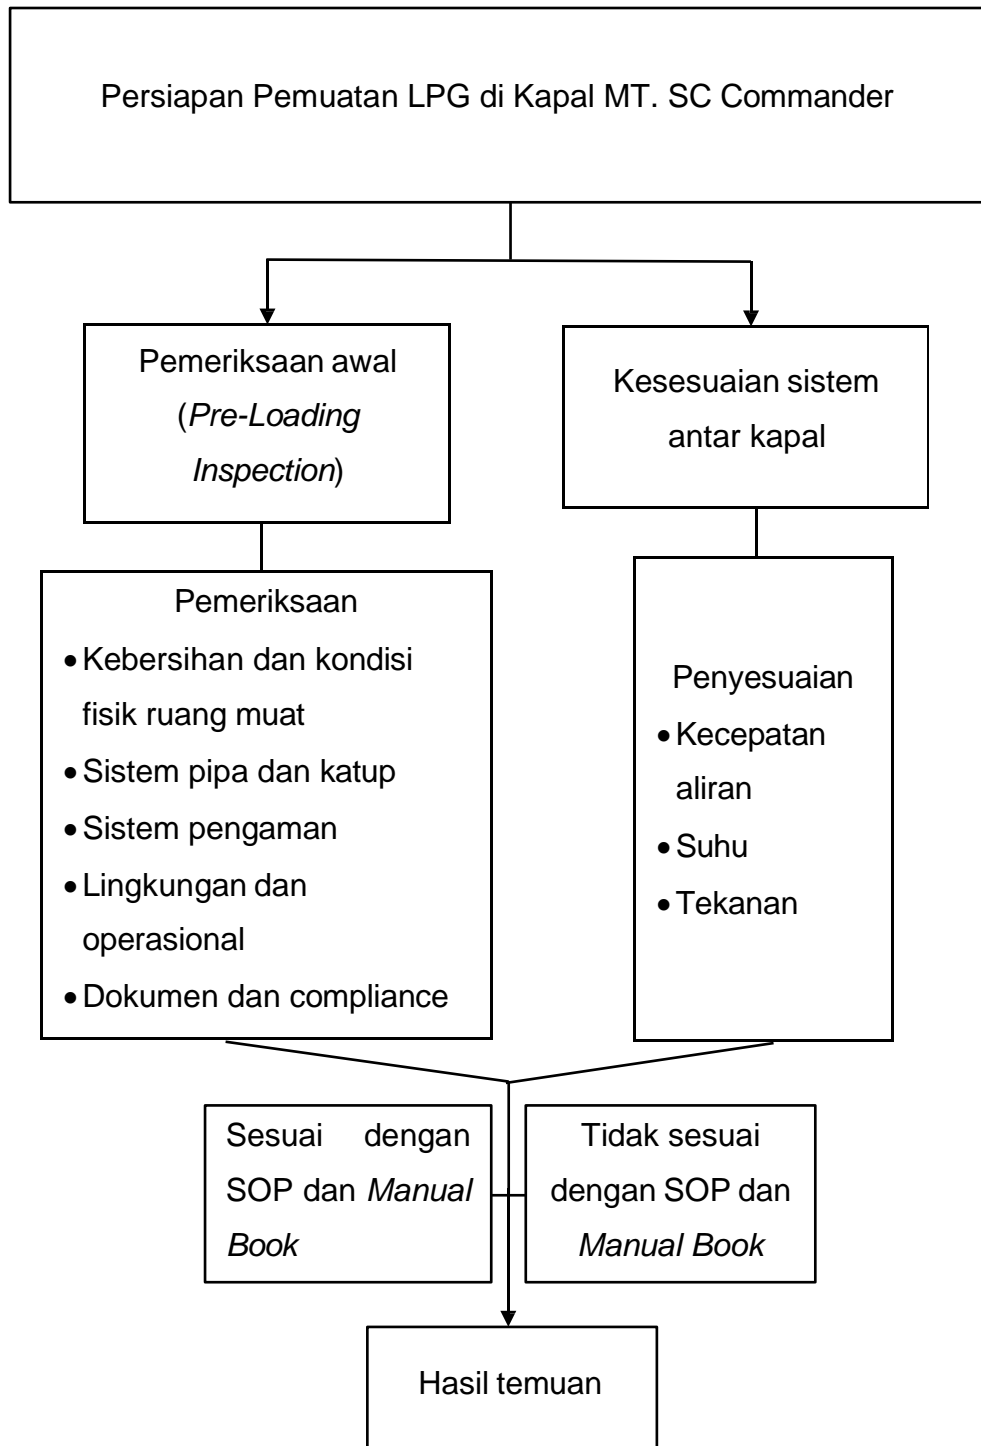 Persiapan Pemuatan LPG di Kapal MT. SC Commander
Pemeriksaan awal
(Pre-Loading
Inspection)
Kesesuaian sistem
antar kapal
Pemeriksaan
•Kebersihan dan kondisi
fisik ruang muat
•Sistem pipa dan katup
•Sistem pengaman
•Lingkungan dan
operasional
•Dokumen dan compliance
Penyesuaian
•Kecepatan
aliran
•Suhu
•Tekanan
Sesuai dengan
SOP dan Manual
Book
Tidak sesuai
dengan SOP dan
Manual Book
Hasil temuan